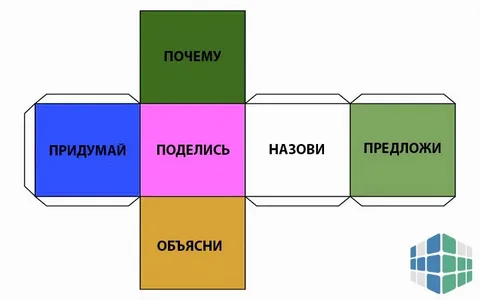 ПОЧЕМУ
ПРИДУМАЙ
ПОДЕЛИСЬ
НАЗОВИ
ПРЕДЛОЖИ
ОБЪЯСНИ